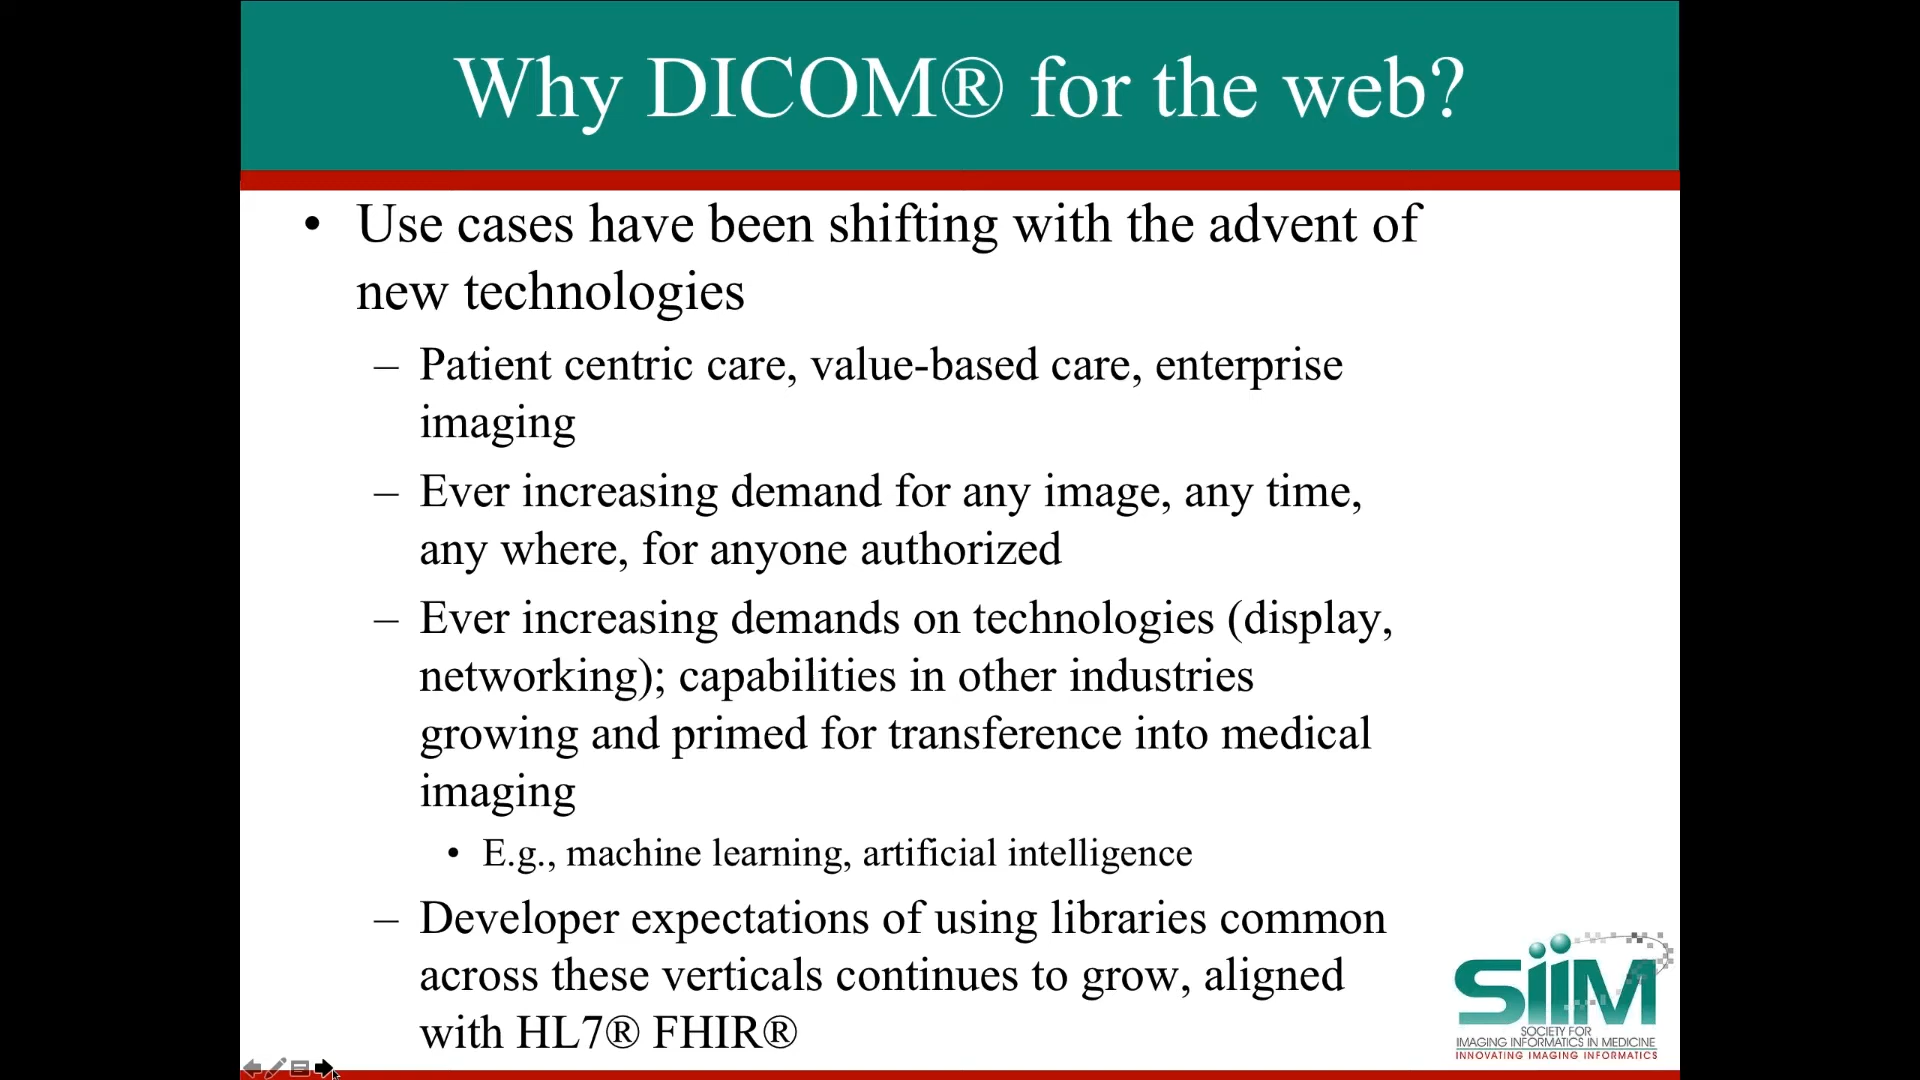 Why DICOM® for the web?
• Use cases have been shifting with the advent of
new technologies
– Patient centric care, value-based care, enterprise
imaging
– Ever increasing demand for any image, any time,
any where, for anyone authorized
– Ever increasing demands on technologies (display,
networking); capabilities in other industries
growing and primed for transference into medical
imaging
• E.g., machine learning, artificial intelligence
– Developer expectations of using libraries common
across these verticals continues to grow, aligned
with HL7® FHIR®
SiiM
SOCIETY FOR
IMAGING INFORMATICS IN MEDICINE
INNOVATING IMAGING INFORMATICS